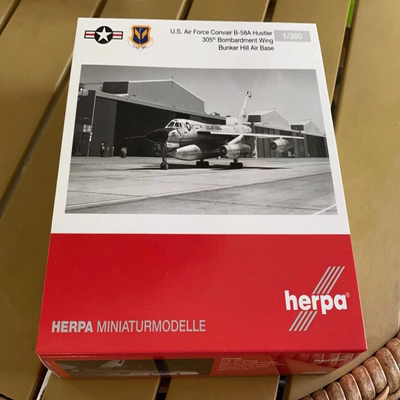 U.S. Air Force Convair B-58A Hustler
305th Bombardment Wing
Bunker Hill Air Base
1/200
herpa
HERPA MINIATURMODELLE